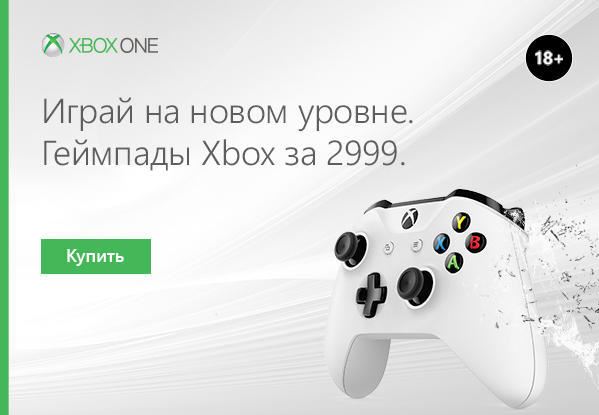 XBOX ONE
18+
Играй на новом уровне.
Геймпады Xbox за 2999.
Купить
Y
X B
A